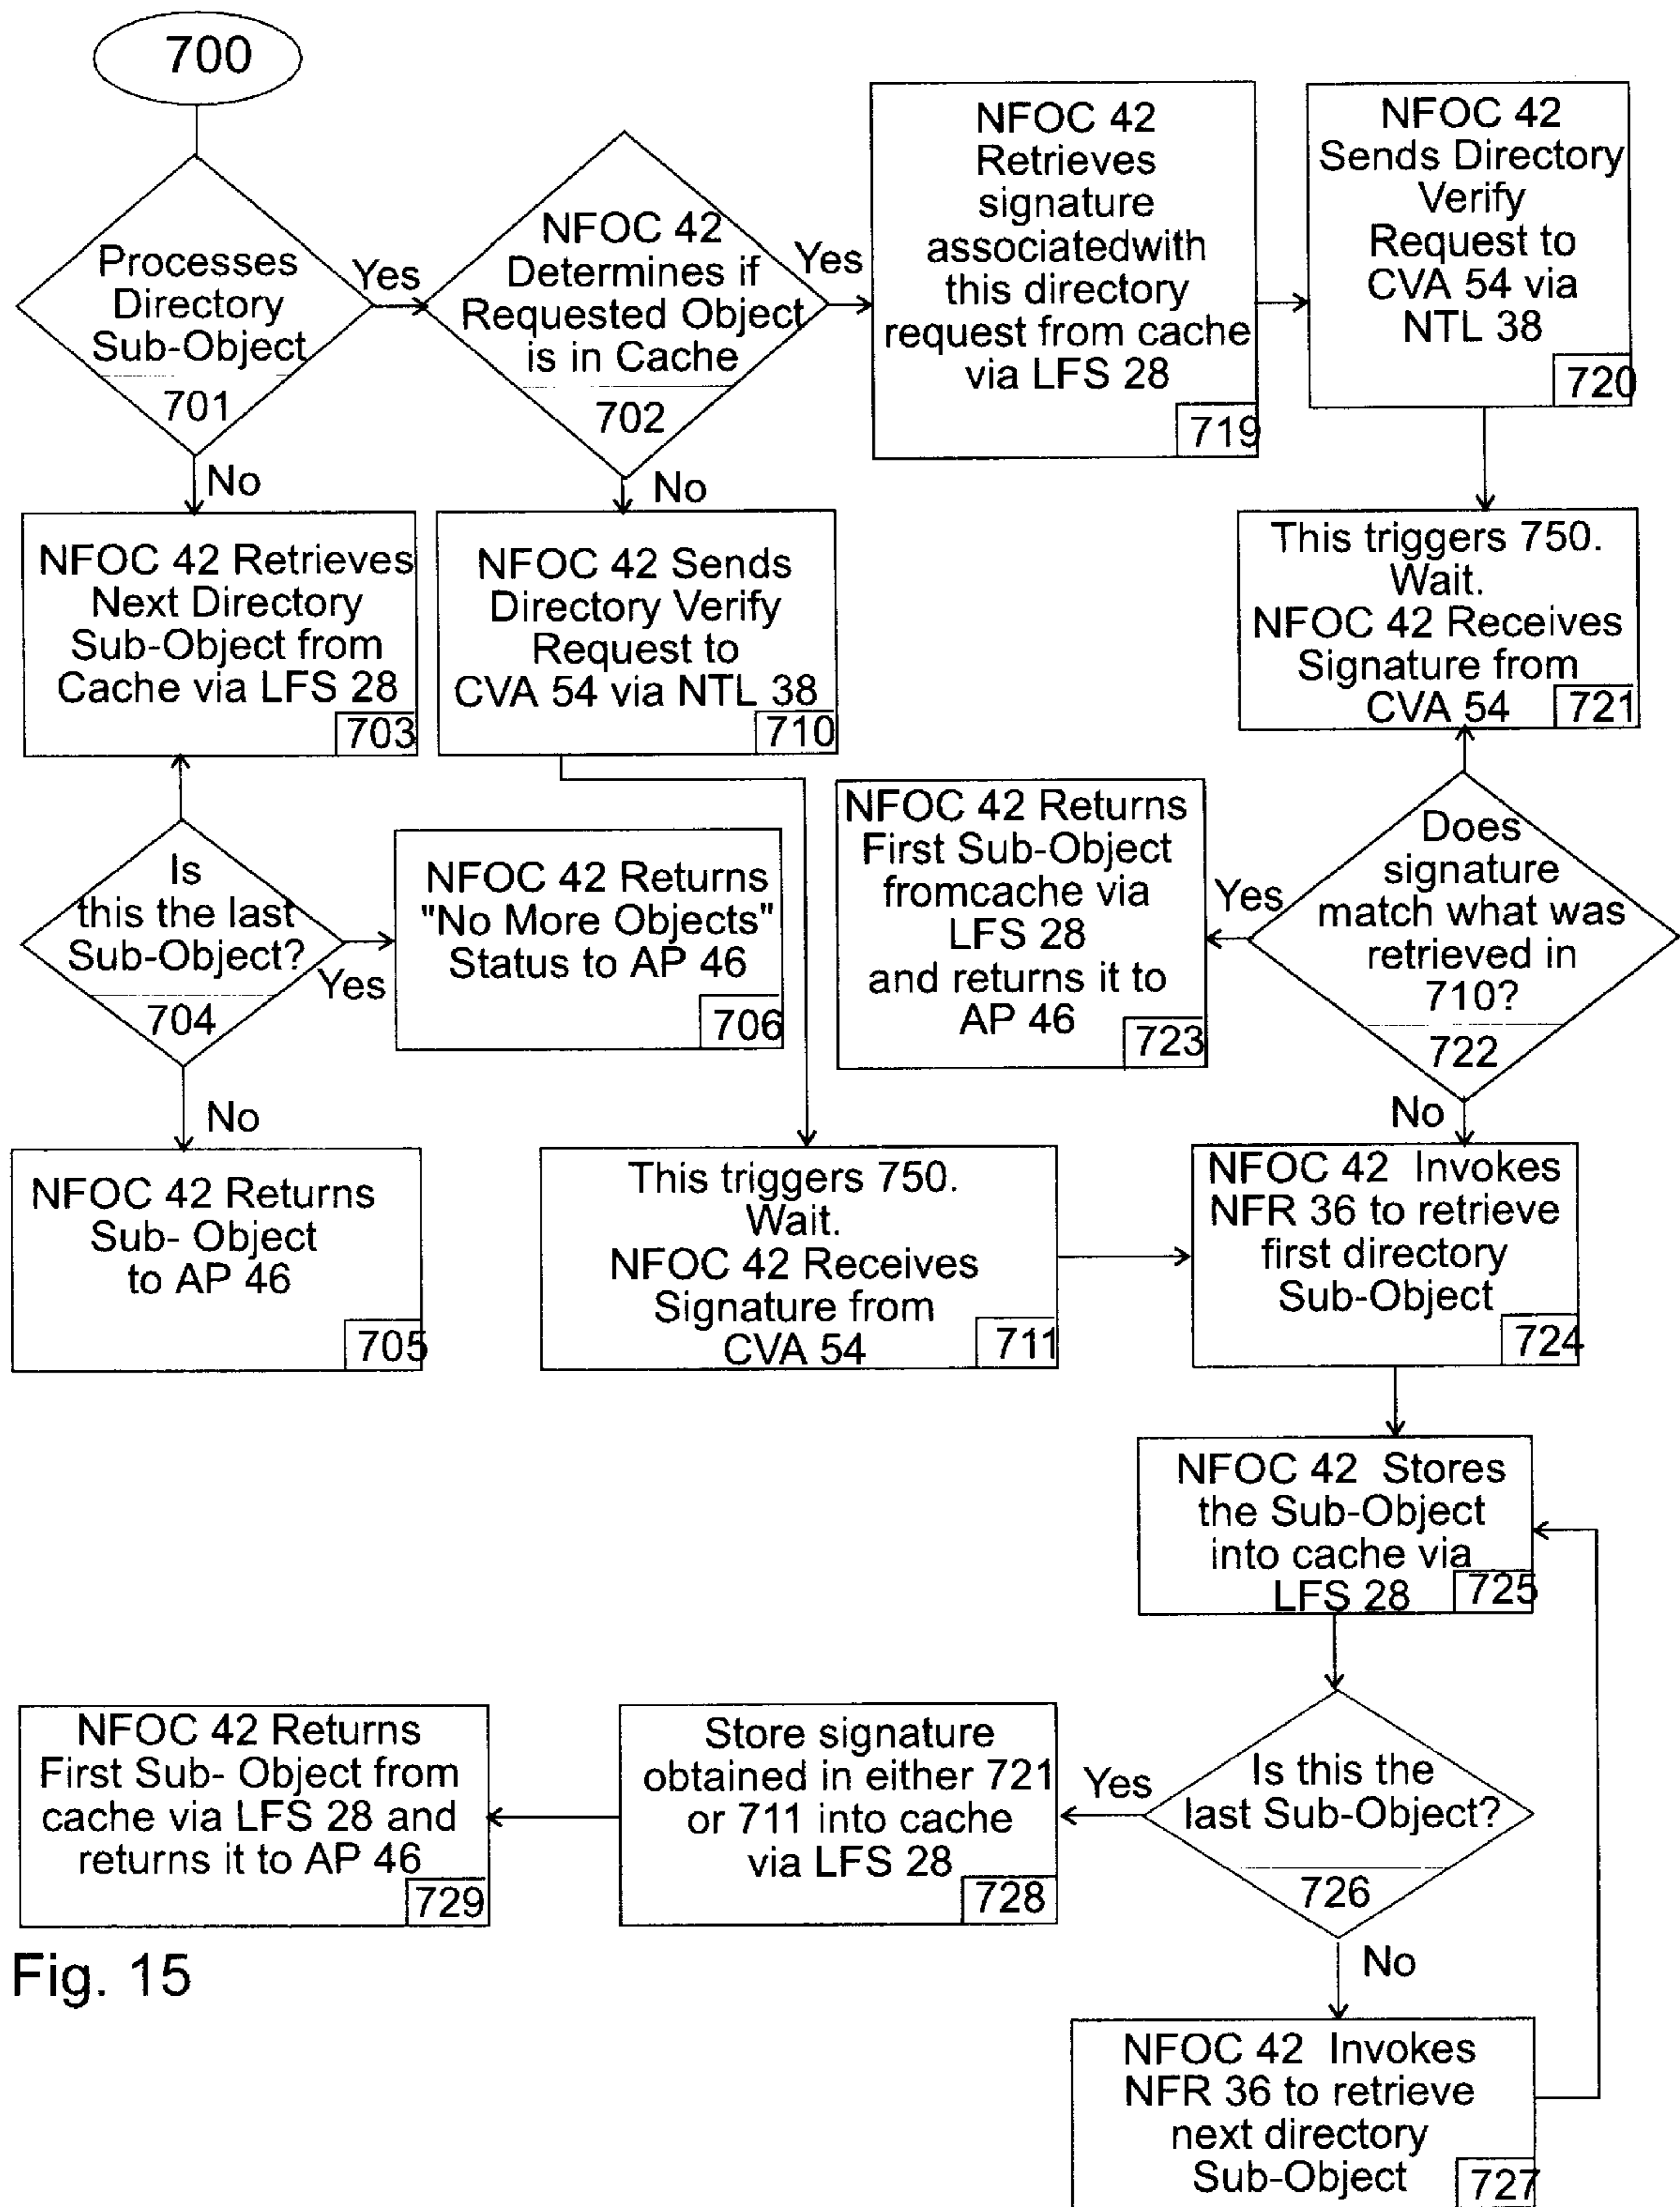 700
Processes
Directory
Sub-Object
701
Yes
No
NFOC 42
Determines if
Requested Object
is in Cache
702
Yes
No
NFOC 42
Retrieves
signature
associatedwith
this directory
request from cache
via LFS 28
719
NFOC 42
Sends Directory
Verify
Request to
CVA 54 via
NTL 38
720
NFOC 42 Retrieves
Next Directory
Sub-Object from
Cache via LFS 28
703
NFOC 42 Sends
Directory Verify
Request to
CVA 54 via NTL 38
710
This triggers 750.
Wait.
NFOC 42 Receives
Signature from
CVA 54
721
Is
this the last
Sub-Object?
704
Yes
No
NFOC 42 Returns
"No More Objects"
Status to AP 46
706
NFOC 42 Returns
First Sub-Object
fromcache via
LFS 28
and returns it to
AP 46
723
Yes
Does
signature
match what was
retrieved in
710?
722
No
NFOC 42 Returns
Sub- Object
to AP 46
705
This triggers 750.
Wait.
NFOC 42 Receives
Signature from
CVA 54
711
NFOC 42 Invokes
NFR 36 to retrieve
first directory
Sub-Object
724
NFOC 42 Stores
the Sub-Object
into cache via
LFS 28
725
NFOC 42 Returns
First Sub- Object from
cache via LFS 28 and
returns it to AP 46
729
Store signature
obtained in either 721
or 711 into cache
via LFS 28
728
Yes
Is this the
last Sub-Object?
726
No
NFOC 42 Invokes
NFR 36 to retrieve
next directory
Sub-Object
727
Fig. 15